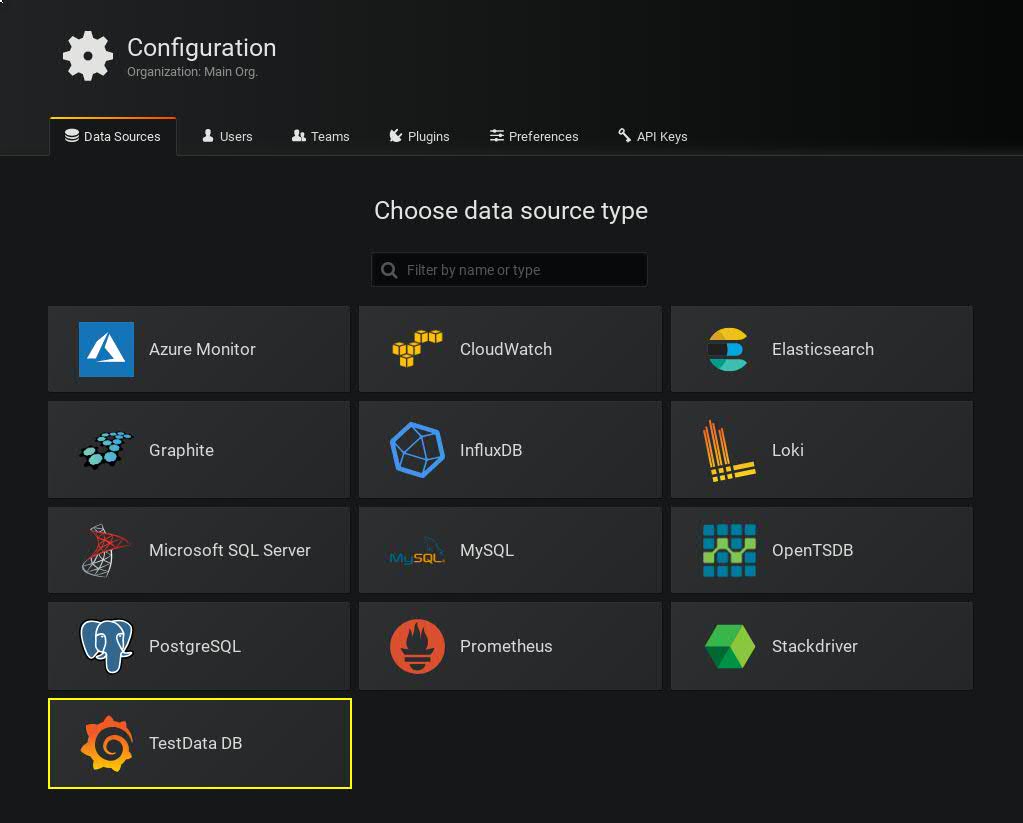 Configuration
Organization: Main Org.
Data Sources
Users
Teams
Plugins
Preferences
API Keys
Choose data source type
Filter by name or type
Azure Monitor
CloudWatch
Elasticsearch
Graphite
InfluxDB
Loki
Microsoft SQL Server
MySQL
MySQL
OpenTSDB
PostgreSQL
Prometheus
Stackdriver
TestData DB